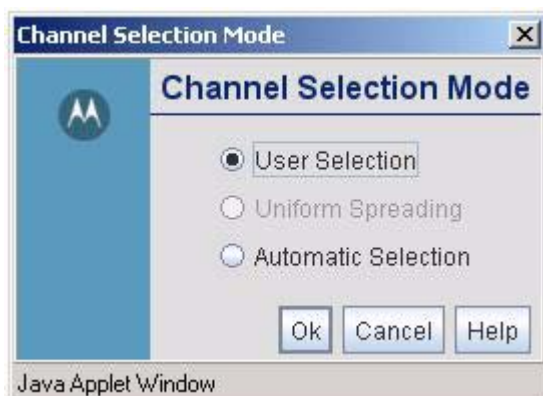 Channel Selection Mode
Channel Selection Mode
User Selection
Uniform Spreading
Automatic Selection
Ok Cancel Help
Java Applet Window